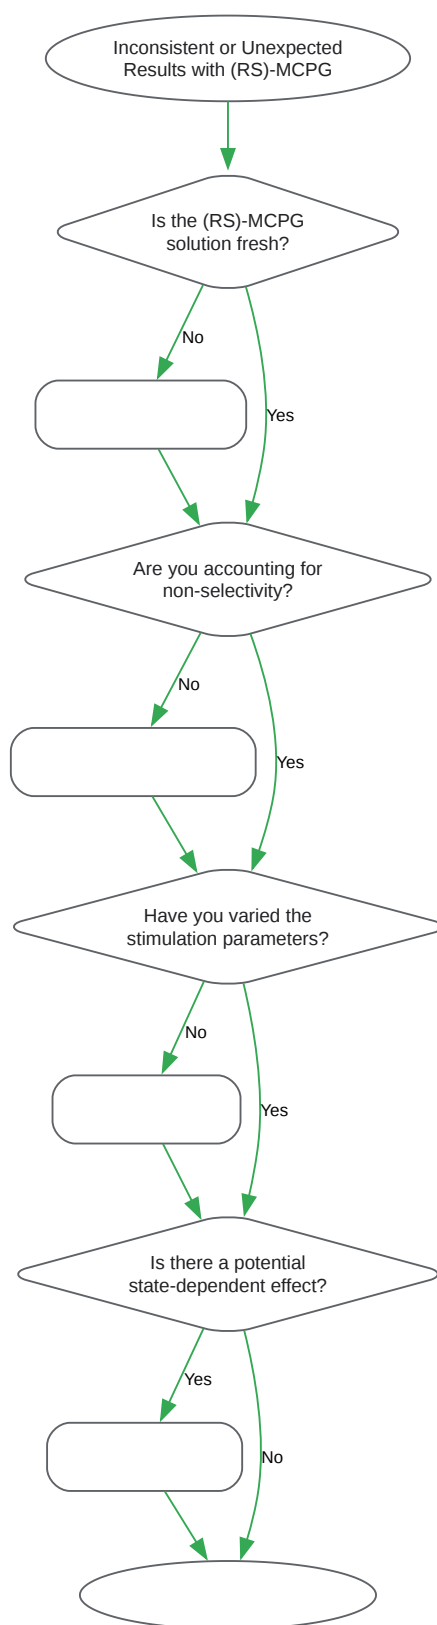 Inconsistent or Unexpected
Results with (RS)-MCPG
Is the (RS)-MCPG
solution fresh?
No
Yes
Are you accounting for
non-selectivity?
No
Yes
Have you varied the
stimulation parameters?
No
Yes
Is there a potential
state-dependent effect?
Yes
No